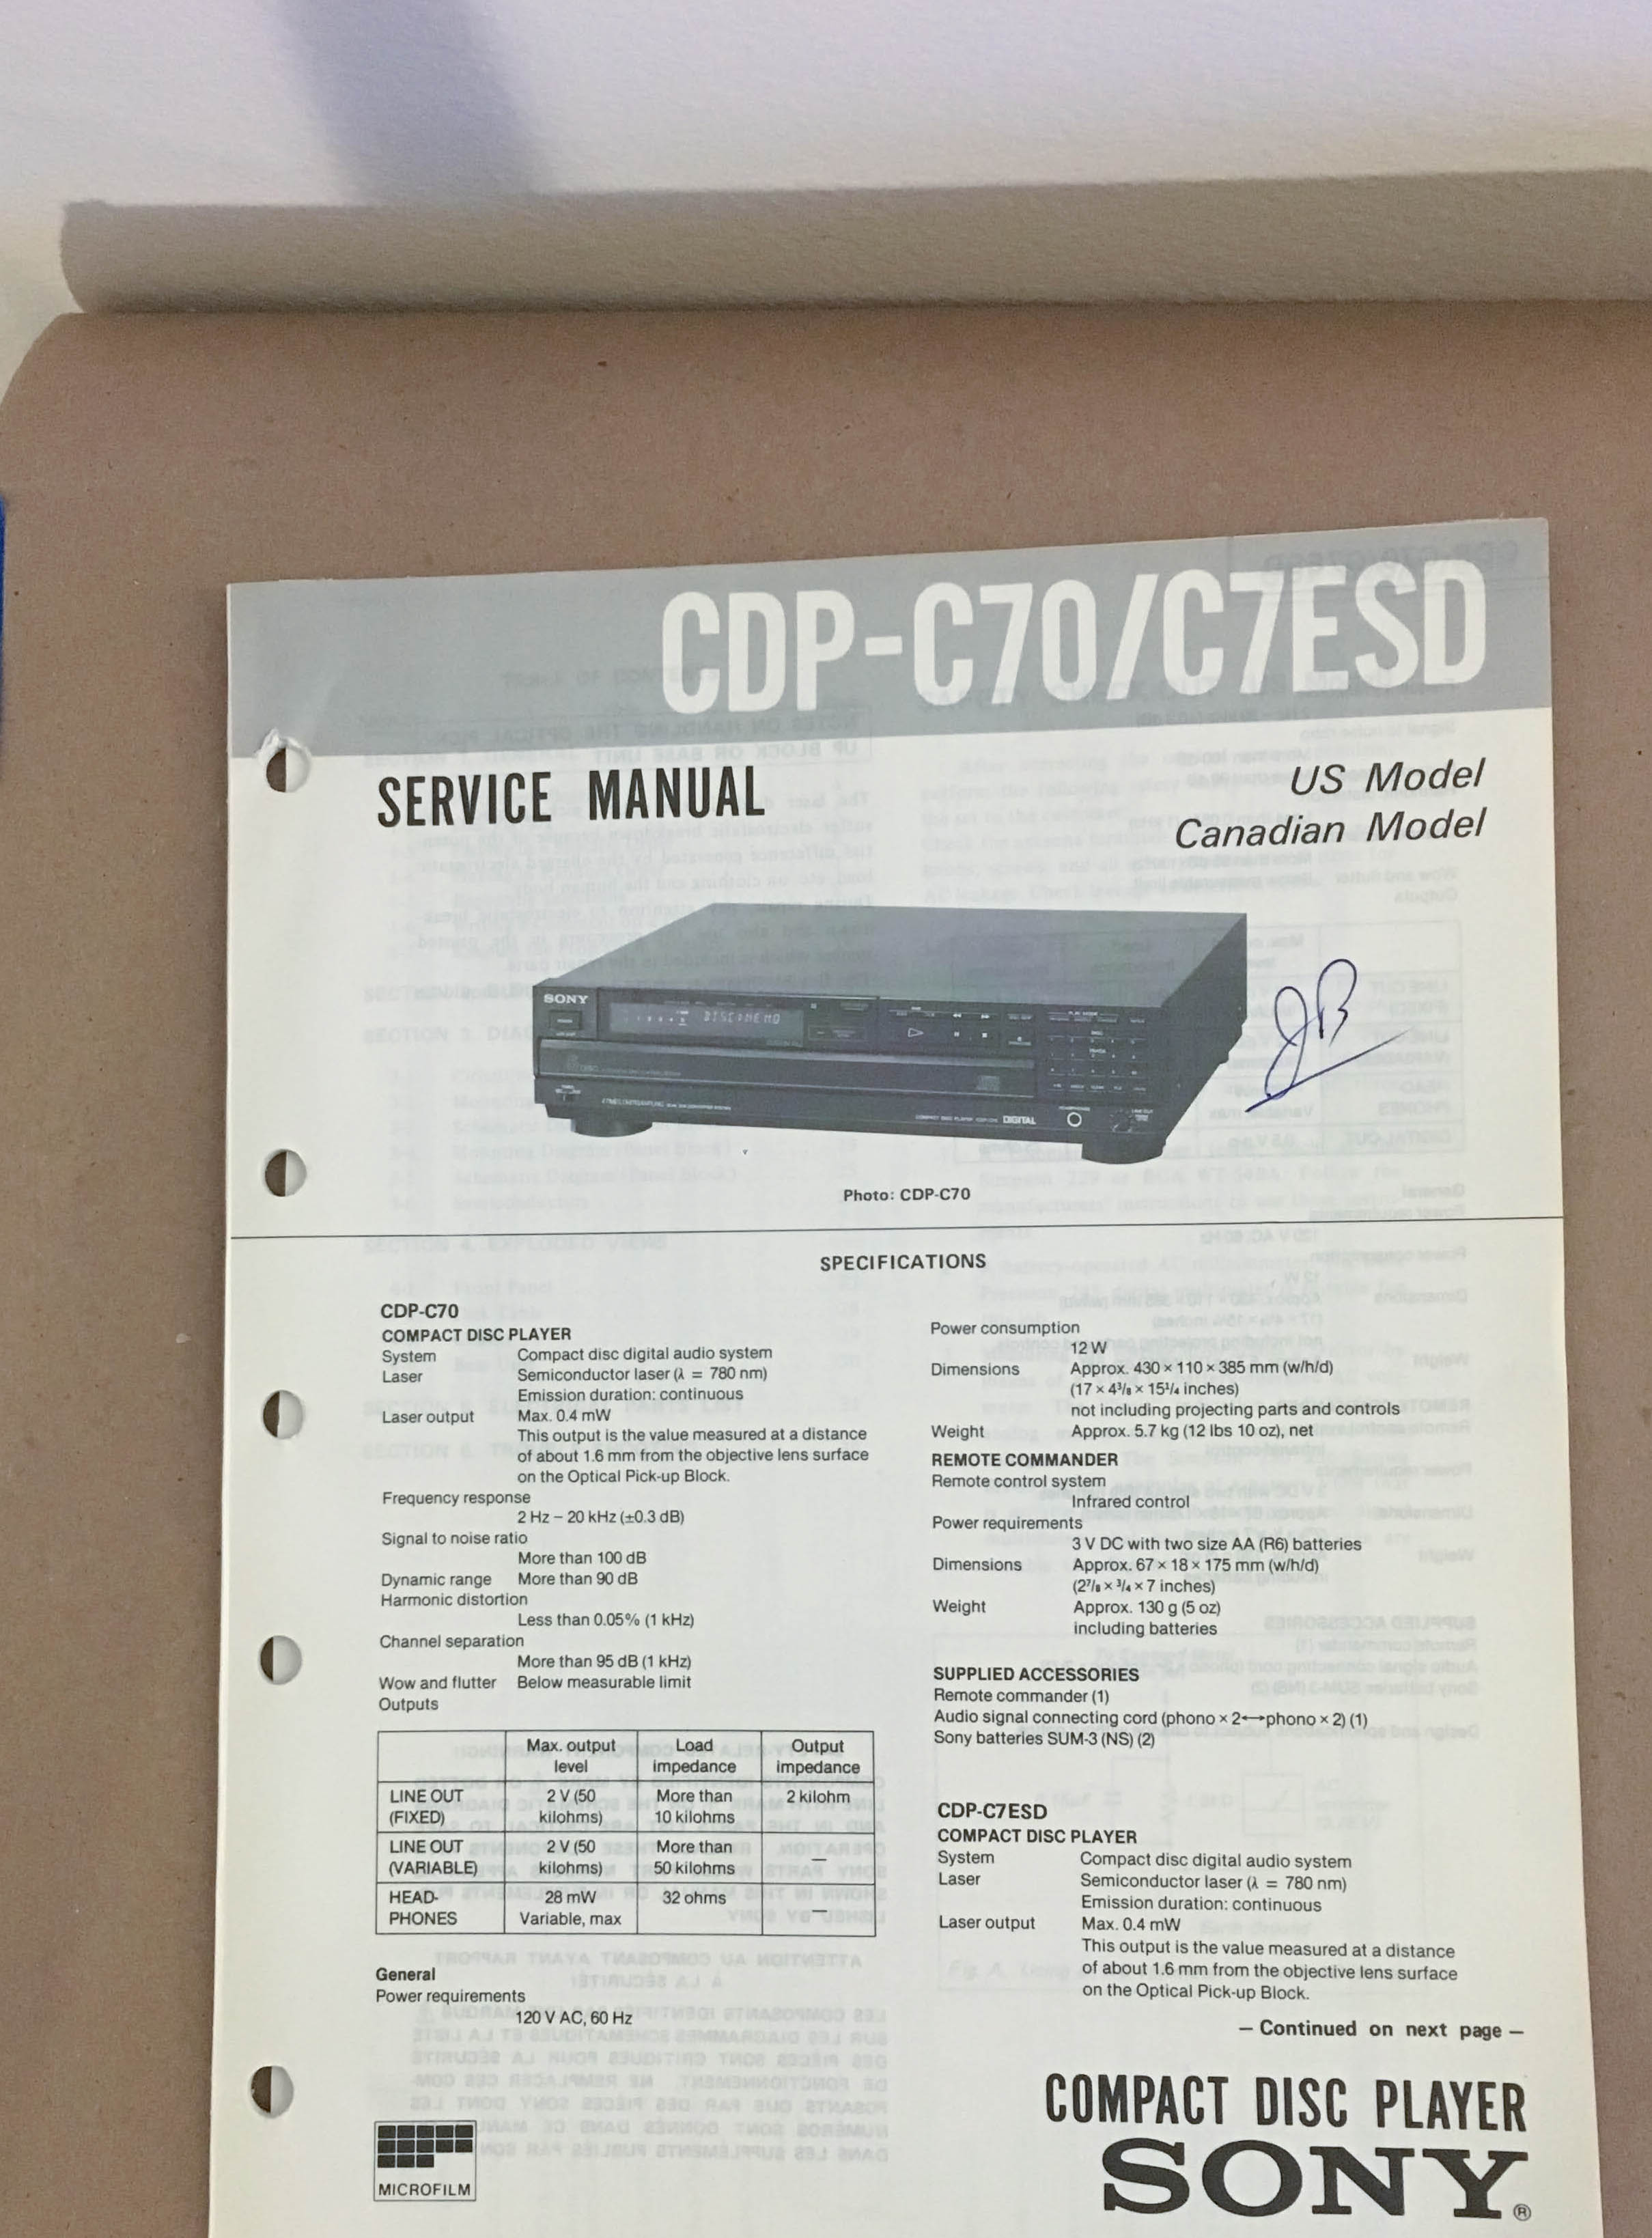 CDP-C70/C7ESD
SERVICE MANUAL
US Model
Canadian Model
SONY
DISC1MEMO
DIGITAL
JB
Photo: CDP-C70
SPECIFICATIONS
CDP-C70
COMPACT DISC PLAYER
System Compact disc digital audio system
Laser Semiconductor laser (λ = 780 nm)
Emission duration: continuous
Laser output Max. 0.4 mW
This output is the value measured at a distance
of about 1.6 mm from the objective lens surface
on the Optical Pick-up Block.
Frequency response
2 Hz – 20 kHz (±0.3 dB)
Signal to noise ratio
More than 100 dB
Dynamic range More than 90 dB
Harmonic distortion
Less than 0.05% (1 kHz)
Channel separation
More than 95 dB (1 kHz)
Wow and flutter Below measurable limit
Outputs
Max. output level Load impedance Output impedance
LINE OUT (FIXED) 2 V (50 kilohms) More than 10 kilohms 2 kilohm
LINE OUT (VARIABLE) 2 V (50 kilohms) More than 50 kilohms —
HEAD-PHONES 28 mW Variable, max 32 ohms —
General
Power requirements
120 V AC, 60 Hz
Power consumption
12 W
Dimensions Approx. 430 × 110 × 385 mm (w/h/d)
(17 × 4³/₈ × 15¹/₄ inches)
not including projecting parts and controls
Weight Approx. 5.7 kg (12 lbs 10 oz), net
REMOTE COMMANDER
Remote control system
Infrared control
Power requirements
3 V DC with two size AA (R6) batteries
Dimensions Approx. 67 × 18 × 175 mm (w/h/d)
(2⁷/₈ × ³/₄ × 7 inches)
Weight Approx. 130 g (5 oz)
including batteries
SUPPLIED ACCESSORIES
Remote commander (1)
Audio signal connecting cord (phono × 2↔phono × 2) (1)
Sony batteries SUM-3 (NS) (2)
CDP-C7ESD
COMPACT DISC PLAYER
System Compact disc digital audio system
Laser Semiconductor laser (λ = 780 nm)
Emission duration: continuous
Laser output Max. 0.4 mW
This output is the value measured at a distance
of about 1.6 mm from the objective lens surface
on the Optical Pick-up Block.
— Continued on next page —
COMPACT DISC PLAYER
SONY®
MICROFILM